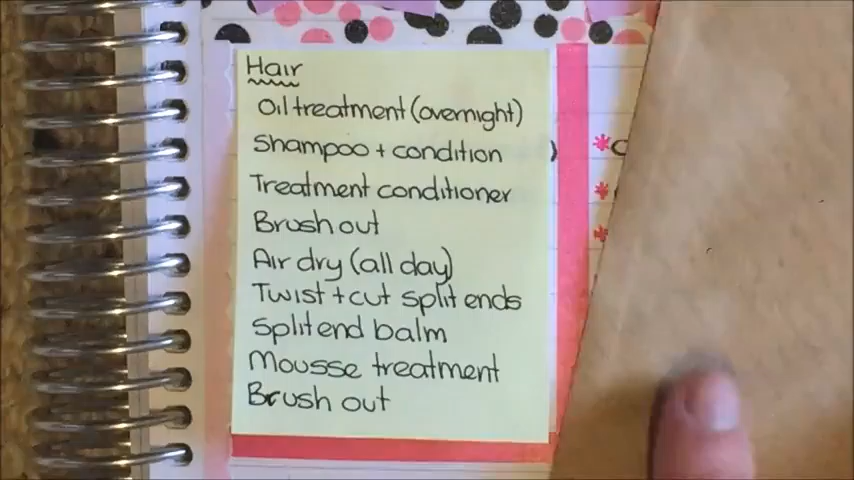 Hair
Oil treatment (overnight)
Shampoo + condition
Treatment conditioner
Brush out
Air dry (all day)
Twist + cut split ends
Split end balm
Mousse treatment
Brush out